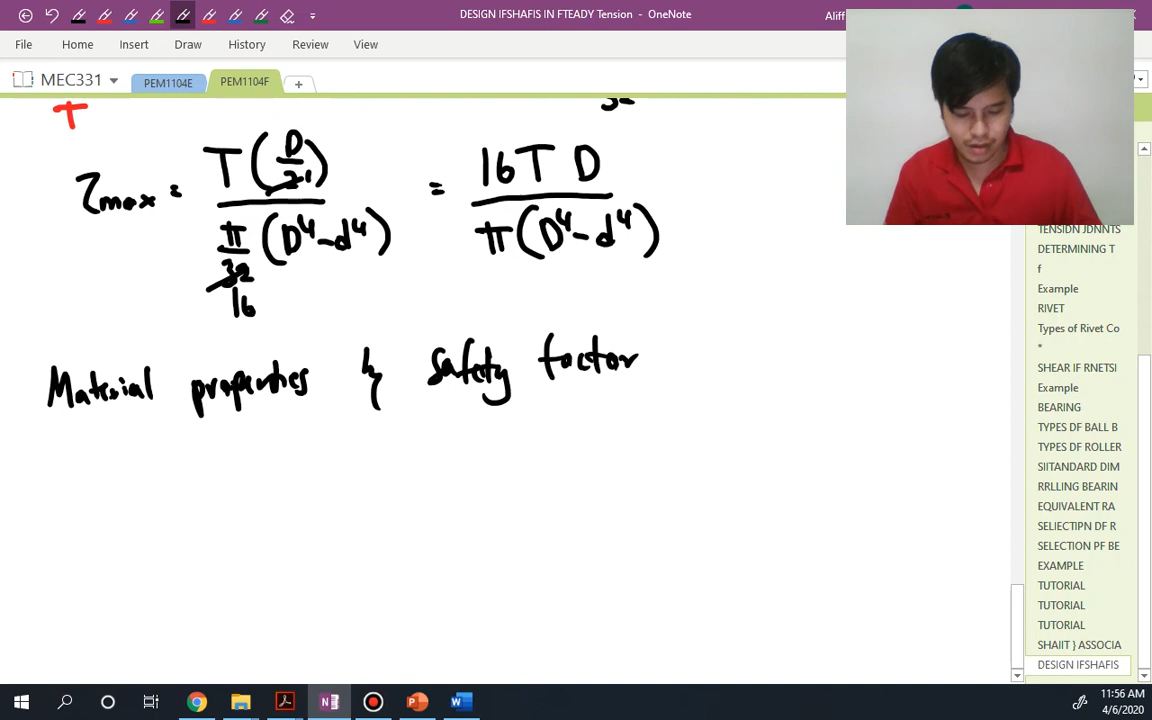 DESIGN IFSHAFIS IN FTEADY Tension - OneNote
Aliff
File Home Insert Draw History Review View
MEC331 PEM1104E PEM1104F +
T
τmax = T(D/2) / π/32 (D⁴-d⁴) = 16TD / π(D⁴-d⁴)
16
Material properties & safety factor
TENSIDN JDNNTS
DETERMINING T
f
Example
RIVET
Types of Rivet Co
*
SHEAR IF RNETSI
Example
BEARING
TYPES DF BALL B
TYPES DF ROLLER
SIITANDARD DIM
RRLLING BEARIN
EQUIVALENT RA
SELIECTIPN DF R
SELECTION PF BE
EXAMPLE
TUTORIAL
TUTORIAL
TUTORIAL
SHAIIT } ASSOCIA
DESIGN IFSHAFIS
11:56 AM
4/6/2020